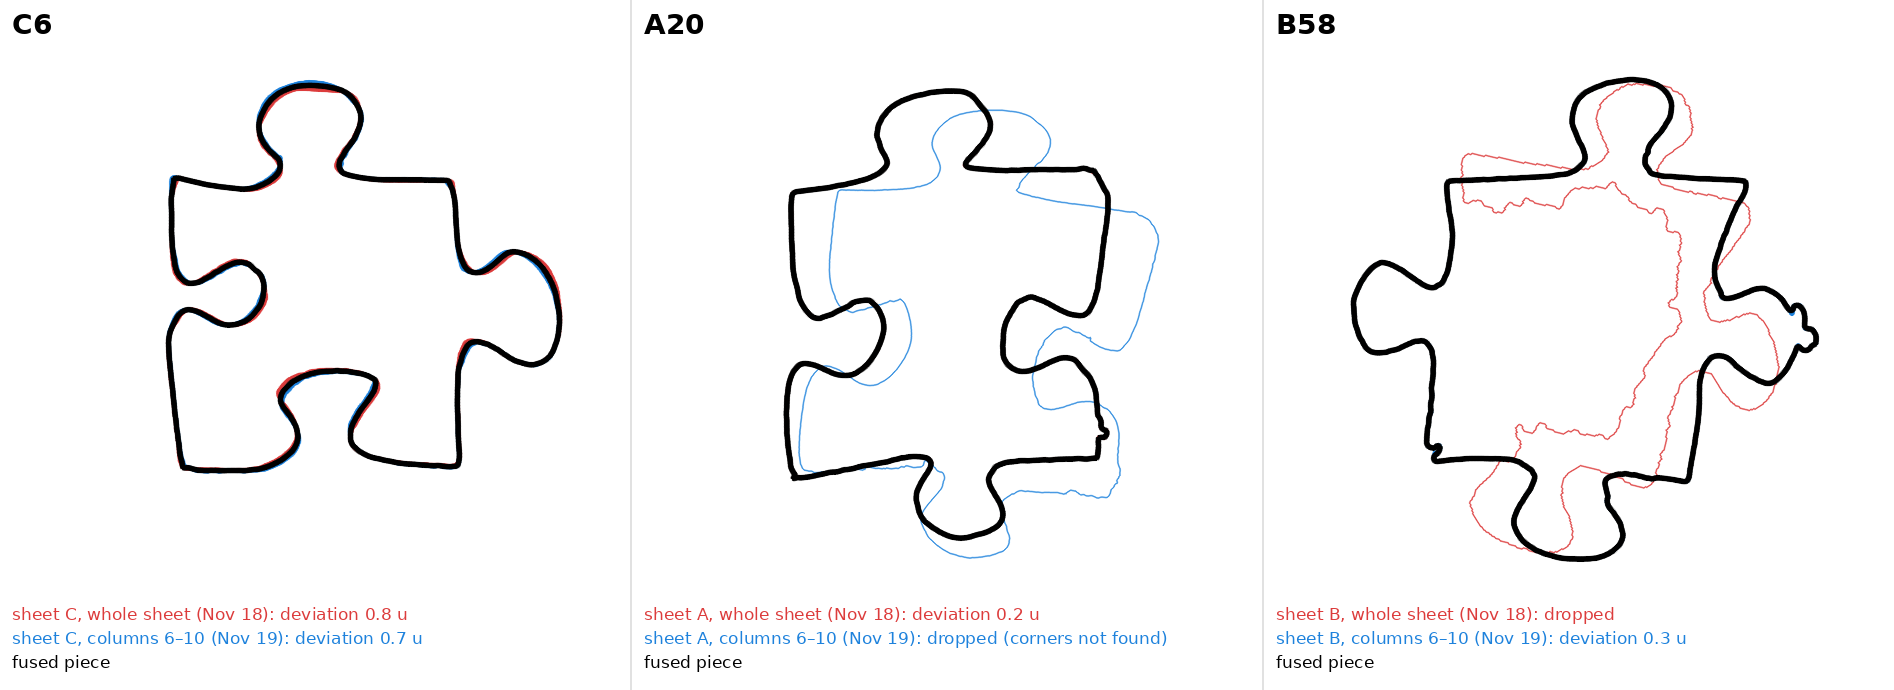 C6
sheet C, whole sheet (Nov 18): deviation 0.8 u
sheet C, columns 6–10 (Nov 19): deviation 0.7 u
fused piece
A20
sheet A, whole sheet (Nov 18): deviation 0.2 u
sheet A, columns 6–10 (Nov 19): dropped (corners not found)
fused piece
B58
sheet B, whole sheet (Nov 18): dropped
sheet B, columns 6–10 (Nov 19): deviation 0.3 u
fused piece